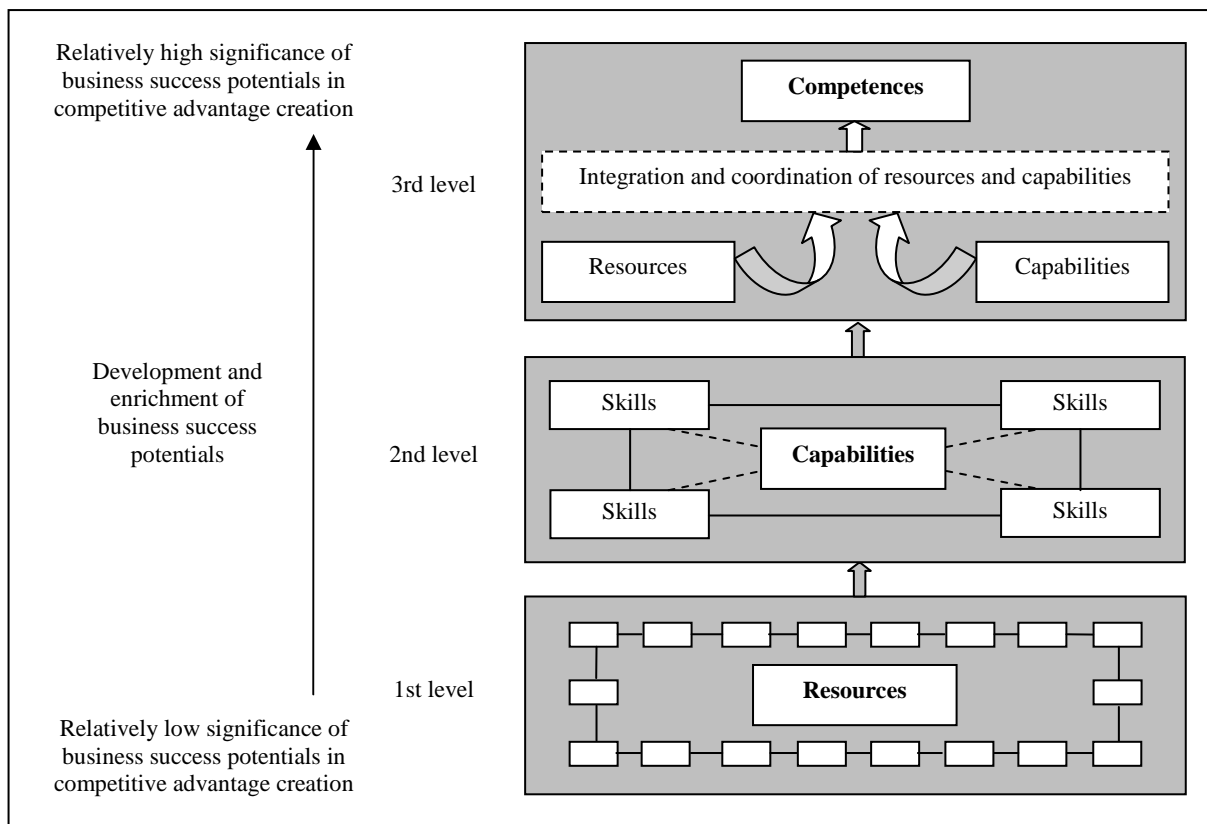 Relatively high significance of
business success potentials in
competitive advantage creation
Competences
3rd level
Integration and coordination of resources and capabilities
Resources
Capabilities
Development and
enrichment of
business success
potentials
2nd level
Skills
Skills
Capabilities
Skills
Skills
1st level
Resources
Relatively low significance of
business success potentials in
competitive advantage creation